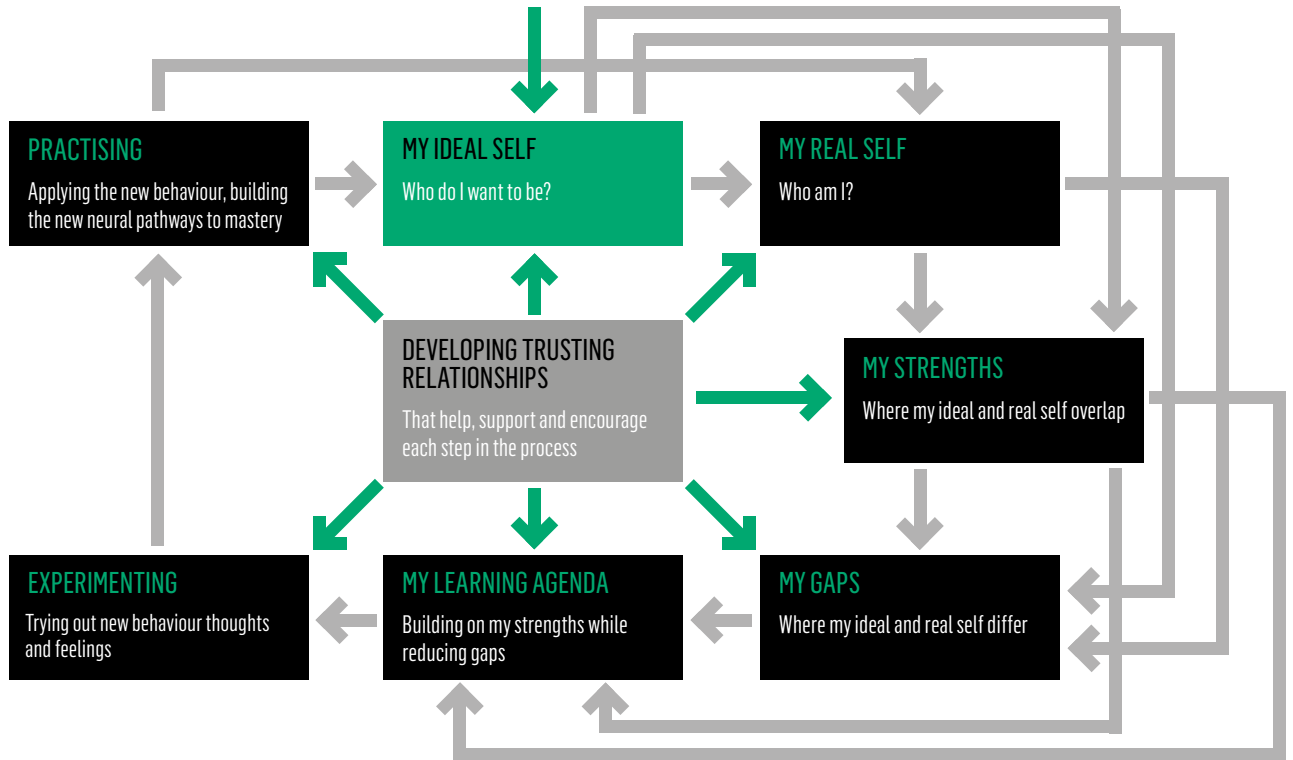 PRACTISING
Applying the new behaviour, building
the new neural pathways to mastery
MY IDEAL SELF
Who do I want to be?
MY REAL SELF
Who am I?
DEVELOPING TRUSTING
RELATIONSHIPS
That help, support and encourage
each step in the process
MY STRENGTHS
Where my ideal and real self overlap
EXPERIMENTING
Trying out new behaviour thoughts
and feelings
MY LEARNING AGENDA
Building on my strengths while
reducing gaps
MY GAPS
Where my ideal and real self differ